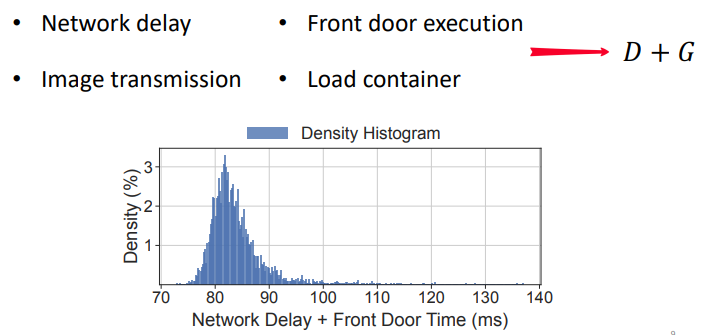 • Network delay
• Front door execution
D + G
• Image transmission
• Load container
Density Histogram
3
2
1
Density (%)
70 80 90 100 110 120 130 140
Network Delay + Front Door Time (ms)